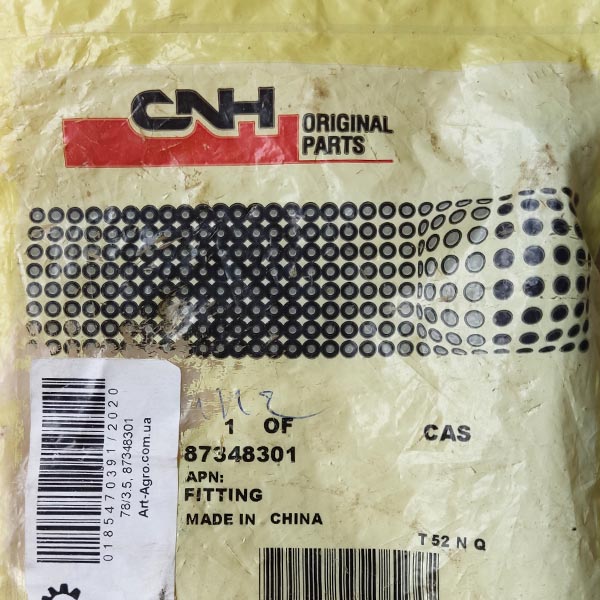 CNH
ORIGINAL
PARTS
1 OF
CAS
87348301
APN:
FITTING
MADE IN CHINA
T 52 N Q
0185470391/2020
78/3.5, 87348301
Art-Agro.com.ua